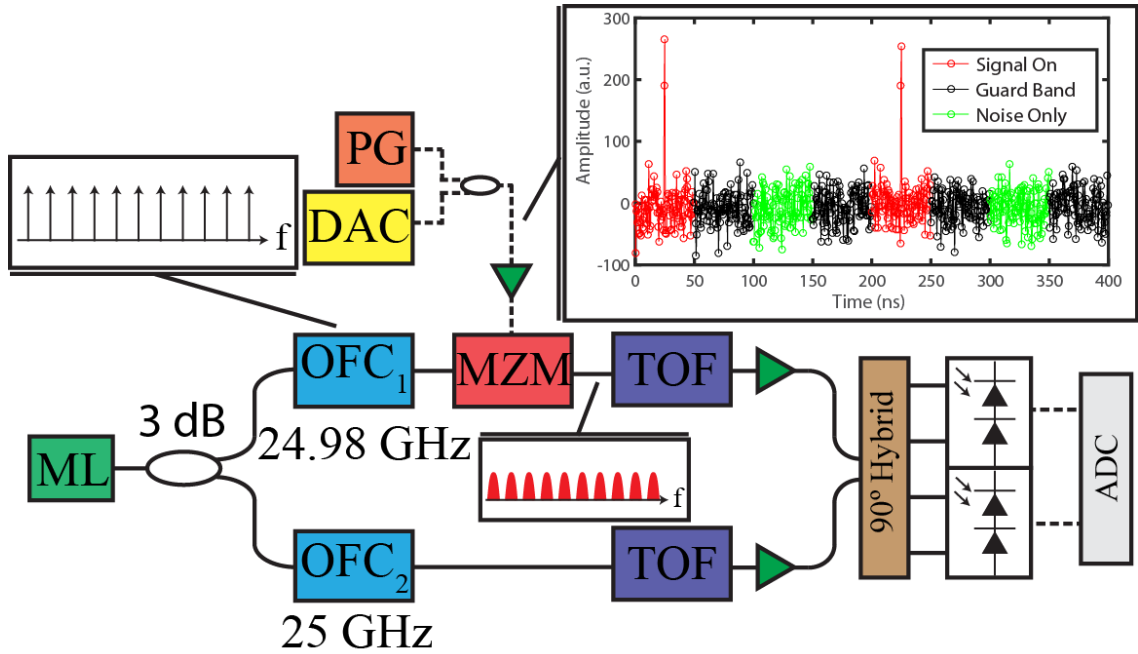 PG
DAC
f
300
200
100
0
-100
Amplitude (a.u.)
0
50
100
150
200
250
300
350
400
Time (ns)
Signal On
Guard Band
Noise Only
OFC1
MZM
TOF
24.98 GHz
3 dB
ML
f
90º Hybrid
ADC
OFC2
TOF
25 GHz